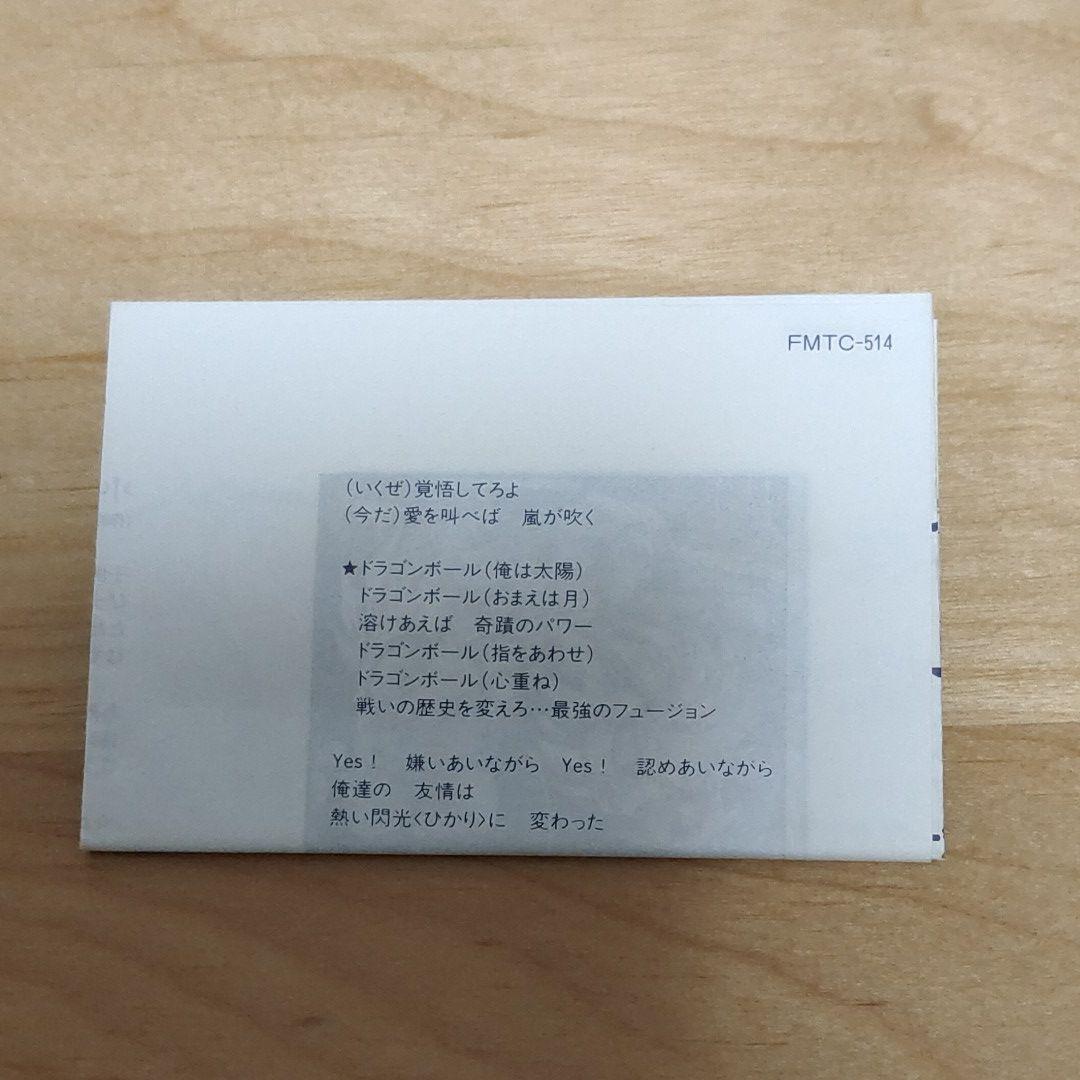 FMTC-514
(いくぜ)覚悟してろよ
(今だ)愛を叫べば　嵐が吹く
★ドラゴンボール(俺は太陽)
ドラゴンボール(おまえは月)
溶けあえば　奇蹟のパワー
ドラゴンボール(指をあわせ)
ドラゴンボール(心重ね)
戦いの歴史を変えろ…最強のフュージョン
Yes！　嫌いあいながら　Yes！　認めあいながら
俺達の　友情は
熱い閃光〈ひかり〉に　変わった